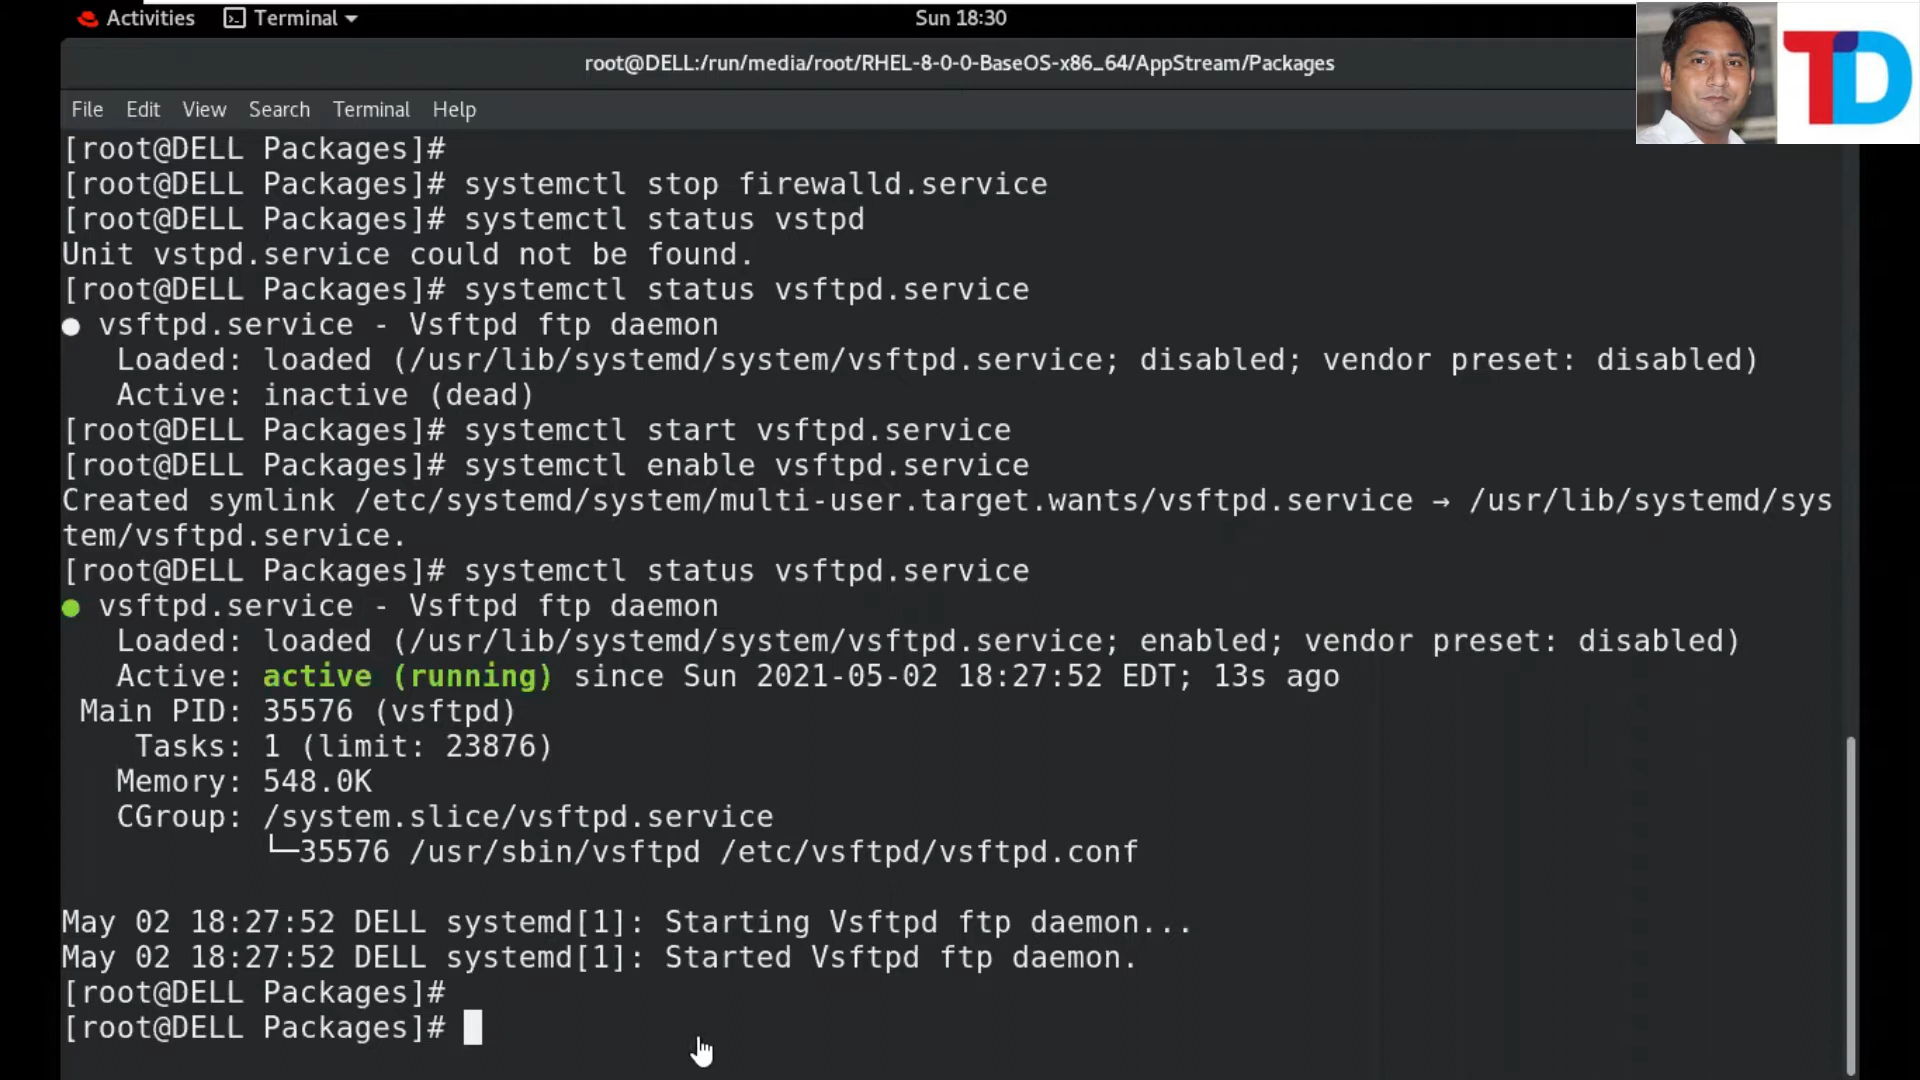 Activities Terminal Sun 18:30
root@DELL:/run/media/root/RHEL-8-0-0-BaseOS-x86_64/AppStream/Packages
TD
File Edit View Search Terminal Help
[root@DELL Packages]#
[root@DELL Packages]# systemctl stop firewalld.service
[root@DELL Packages]# systemctl status vstpd
Unit vstpd.service could not be found.
[root@DELL Packages]# systemctl status vsftpd.service
● vsftpd.service - Vsftpd ftp daemon
   Loaded: loaded (/usr/lib/systemd/system/vsftpd.service; disabled; vendor preset: disabled)
   Active: inactive (dead)
[root@DELL Packages]# systemctl start vsftpd.service
[root@DELL Packages]# systemctl enable vsftpd.service
Created symlink /etc/systemd/system/multi-user.target.wants/vsftpd.service → /usr/lib/systemd/sys
tem/vsftpd.service.
[root@DELL Packages]# systemctl status vsftpd.service
● vsftpd.service - Vsftpd ftp daemon
   Loaded: loaded (/usr/lib/systemd/system/vsftpd.service; enabled; vendor preset: disabled)
   Active: active (running) since Sun 2021-05-02 18:27:52 EDT; 13s ago
 Main PID: 35576 (vsftpd)
    Tasks: 1 (limit: 23876)
   Memory: 548.0K
   CGroup: /system.slice/vsftpd.service
           └─35576 /usr/sbin/vsftpd /etc/vsftpd/vsftpd.conf
May 02 18:27:52 DELL systemd[1]: Starting Vsftpd ftp daemon...
May 02 18:27:52 DELL systemd[1]: Started Vsftpd ftp daemon.
[root@DELL Packages]#
[root@DELL Packages]#